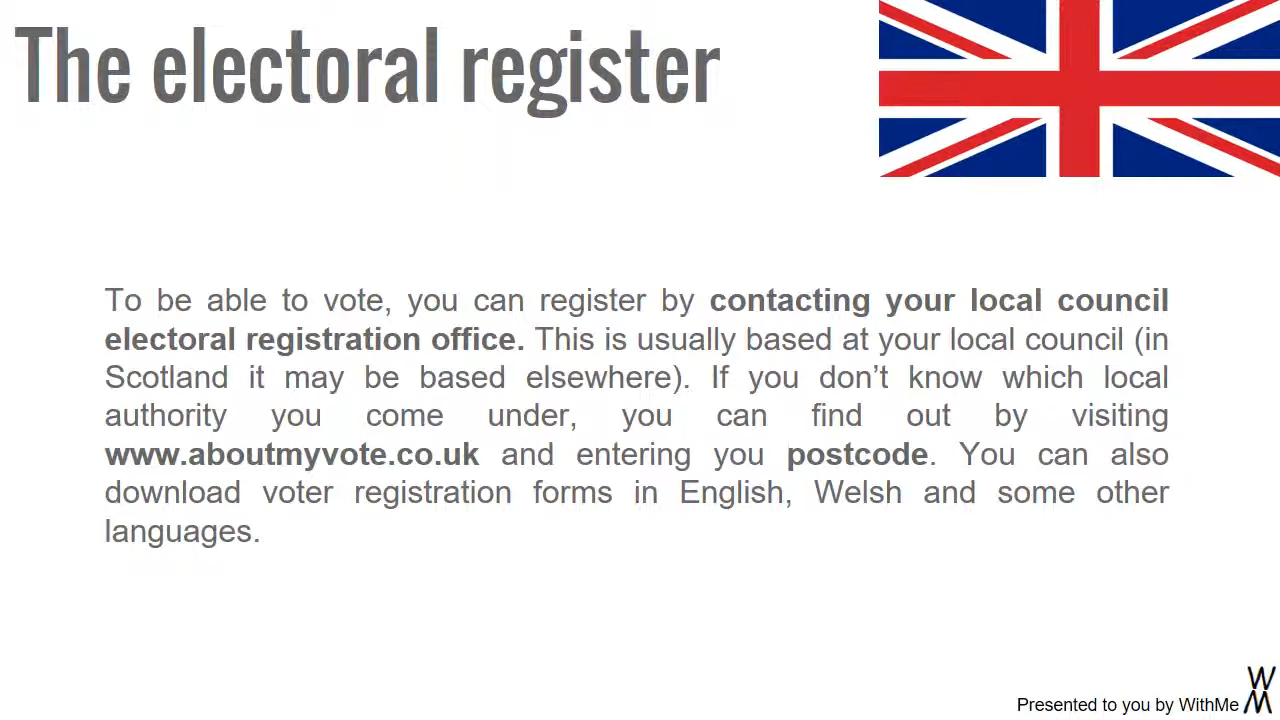 The electoral register
To be able to vote, you can register by contacting your local council
electoral registration office. This is usually based at your local council (in
Scotland it may be based elsewhere). If you don’t know which local
authority you come under, you can find out by visiting
www.aboutmyvote.co.uk and entering you postcode. You can also
download voter registration forms in English, Welsh and some other
languages.
Presented to you by WithMe
W
M